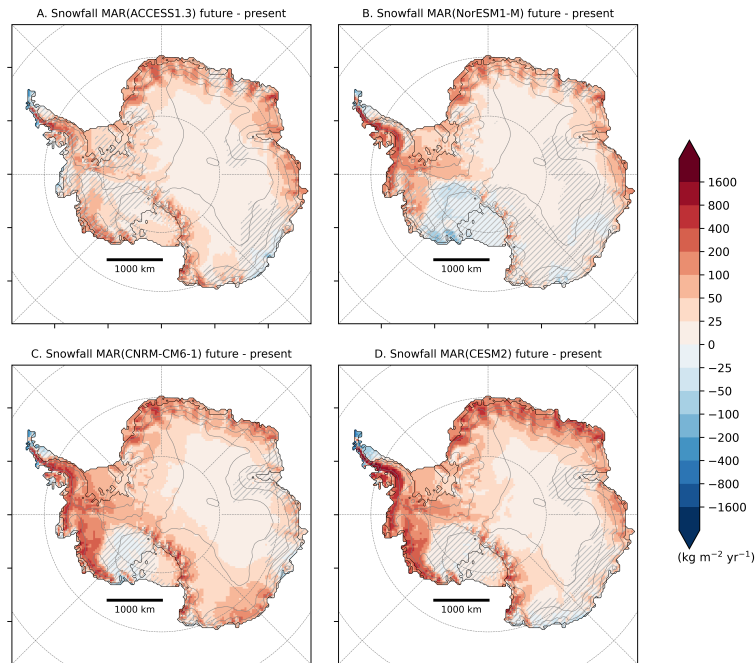 A. Snowfall MAR(ACCESS1.3) future - present
B. Snowfall MAR(NorESM1-M) future - present
1000 km
1000 km
C. Snowfall MAR(CNRM-CM6-1) future - present
D. Snowfall MAR(CESM2) future - present
1000 km
1000 km
1600
800
400
200
100
50
25
0
−25
−50
−100
−200
−400
−800
−1600
(kg m⁻² yr⁻¹)